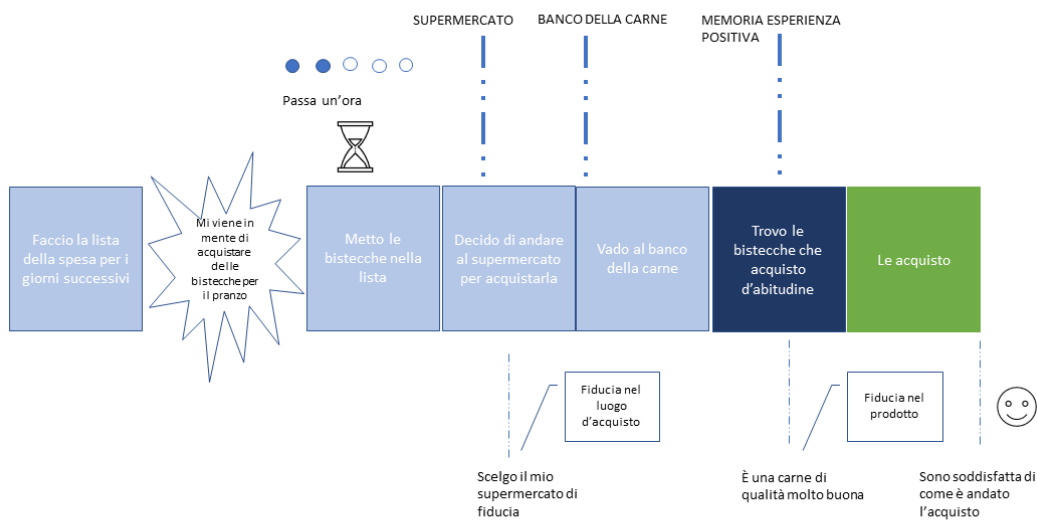 SUPERMERCATO
BANCO DELLA CARNE
MEMORIA ESPERIENZA
POSITIVA
Passa un'ora
Faccio la lista
della spesa per i
giorni successivi
Mi viene in
mente di
acquistare
delle
bistecche per
il pranzo
Metto le
bistecche nella
lista
Decido di andare
al supermercato
per acquistarla
Vado al banco
della carne
Trovo le
bistecche che
acquisto
d'abitudine
Le acquisto
Fiducia nel
luogo
d'acquisto
Fiducia nel
prodotto
Scelgo il mio
supermercato di
fiducia
È una carne di
qualità molto buona
Sono soddisfatta di
come è andato
l'acquisto